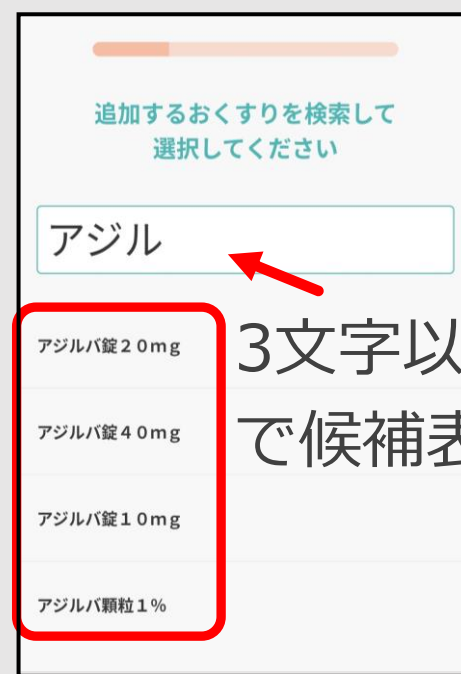 追加するおくすりを検索して
選択してください
アジル
3文字以
で候補表
アジルバ錠２０ｍｇ
アジルバ錠４０ｍｇ
アジルバ錠１０ｍｇ
アジルバ顆粒１％